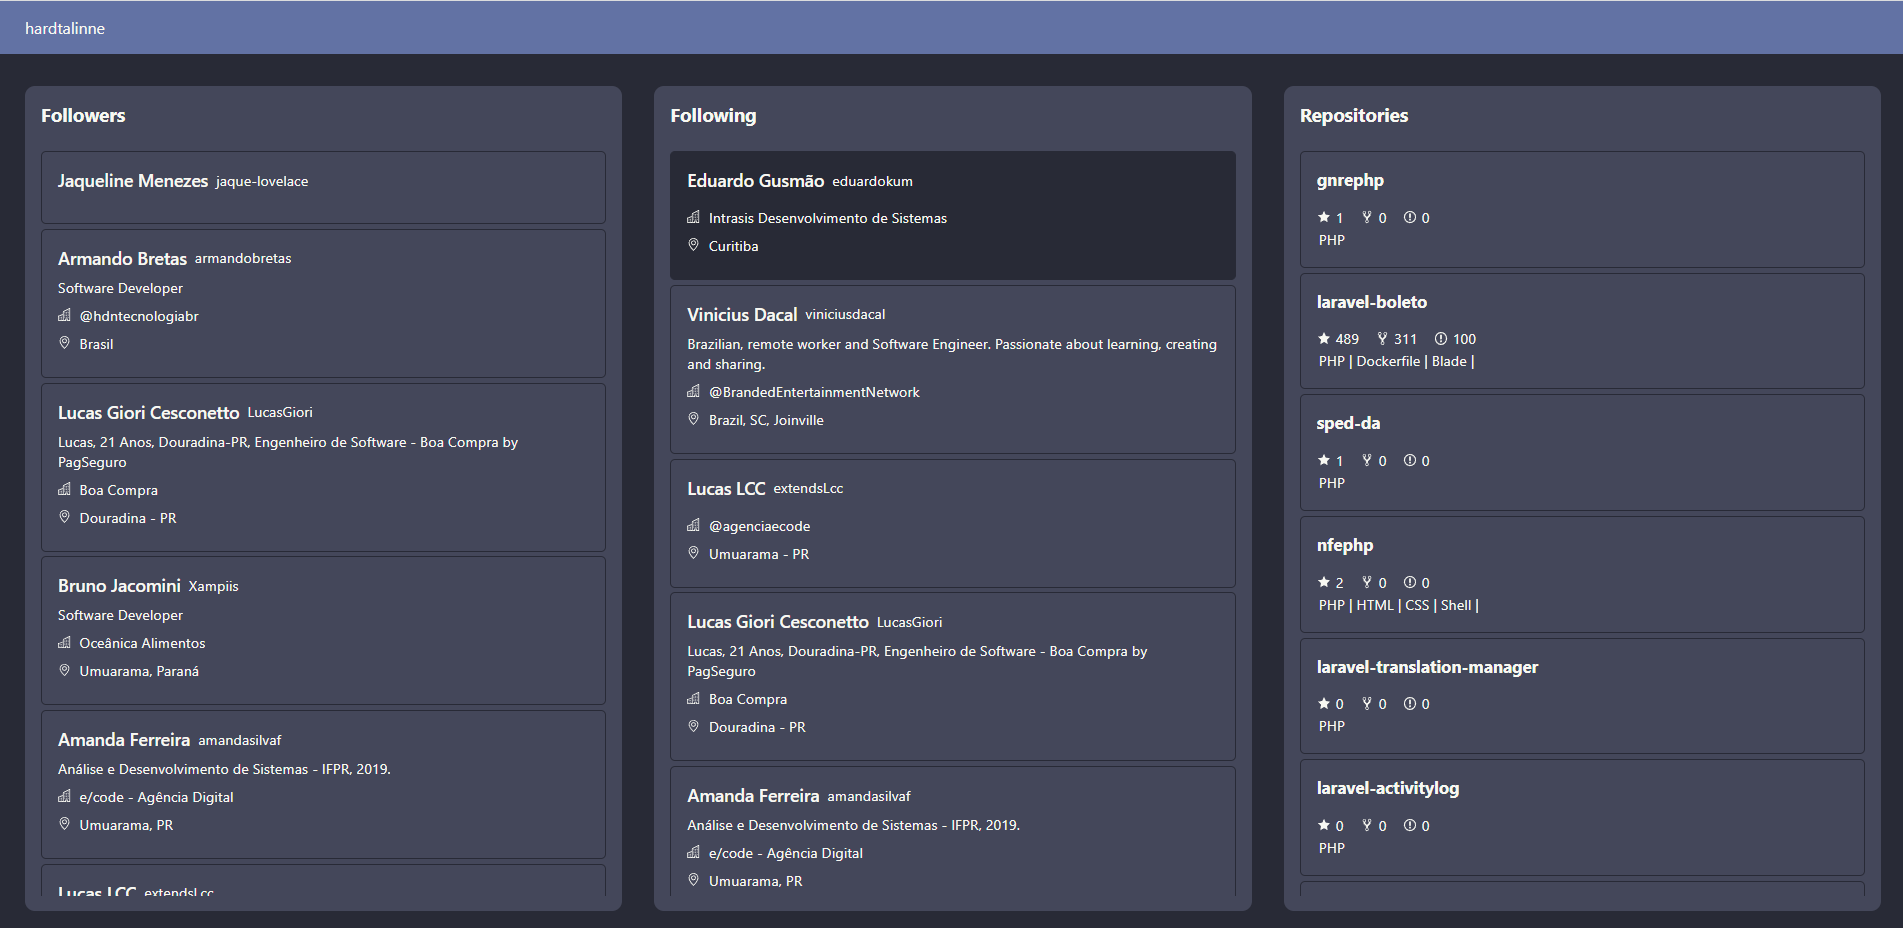 hardtalinne
Followers
Jaqueline Menezes jaque-lovelace
Armando Bretas armandobretas
Software Developer
@hdntecnologiabr
Brasil
Lucas Giori Cesconetto LucasGiori
Lucas, 21 Anos, Douradina-PR, Engenheiro de Software - Boa Compra by
PagSeguro
Boa Compra
Douradina - PR
Bruno Jacomini Xampiis
Software Developer
Oceânica Alimentos
Umuarama, Paraná
Amanda Ferreira amandasilvaf
Análise e Desenvolvimento de Sistemas - IFPR, 2019.
e/code - Agência Digital
Umuarama, PR
Lucas LCC extendsLcc
Following
Eduardo Gusmão eduardokum
Intrasis Desenvolvimento de Sistemas
Curitiba
Vinicius Dacal viniciusdacal
Brazilian, remote worker and Software Engineer. Passionate about learning, creating
and sharing.
@BrandedEntertainmentNetwork
Brazil, SC, Joinville
Lucas LCC extendsLcc
@agenciaecode
Umuarama - PR
Lucas Giori Cesconetto LucasGiori
Lucas, 21 Anos, Douradina-PR, Engenheiro de Software - Boa Compra by
PagSeguro
Boa Compra
Douradina - PR
Amanda Ferreira amandasilvaf
Análise e Desenvolvimento de Sistemas - IFPR, 2019.
e/code - Agência Digital
Umuarama, PR
Repositories
gnrephp
1 0 0
PHP
laravel-boleto
489 311 100
PHP | Dockerfile | Blade |
sped-da
1 0 0
PHP
nfephp
2 0 0
PHP | HTML | CSS | Shell |
laravel-translation-manager
0 0 0
PHP
laravel-activitylog
0 0 0
PHP